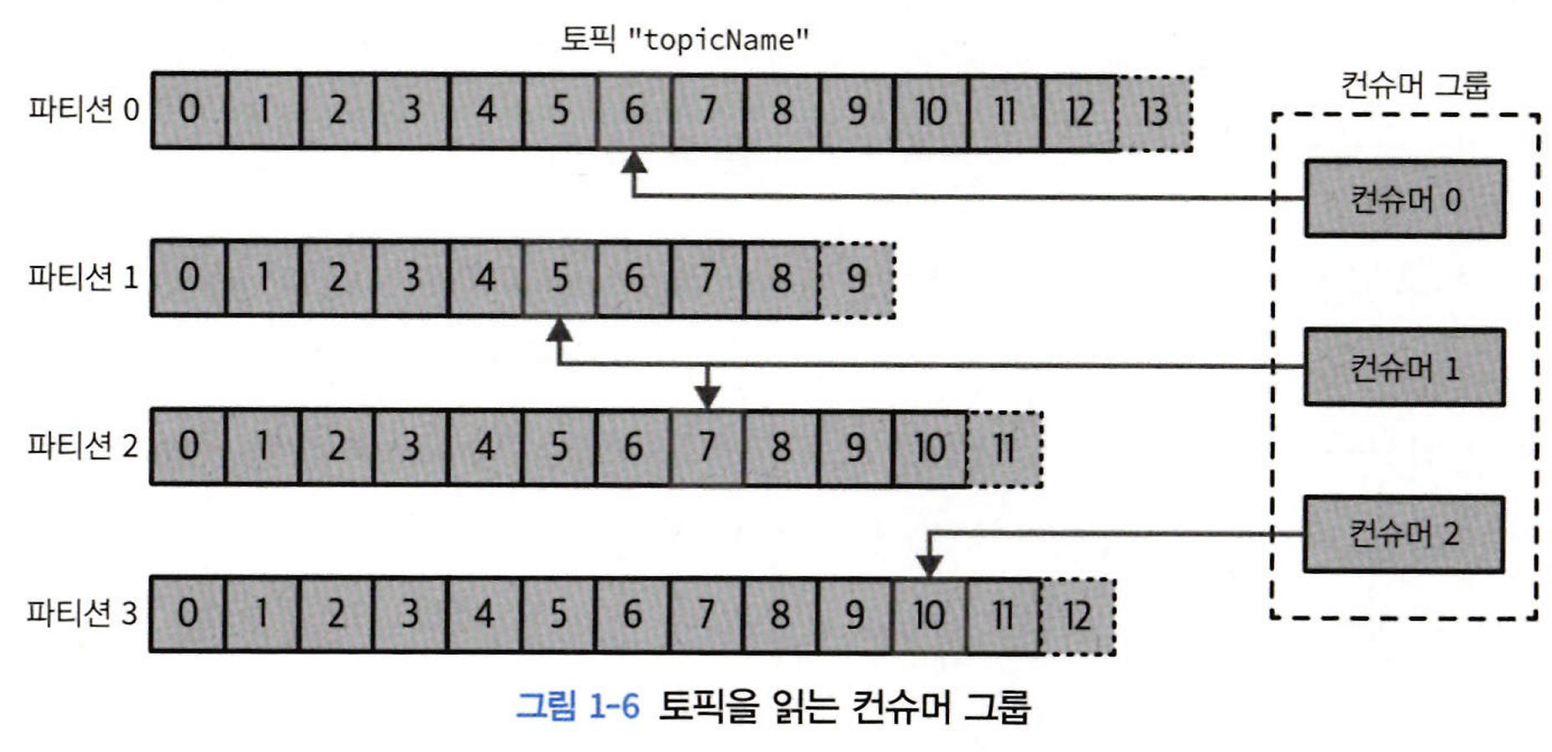 토픽 "topicName"
컨슈머 그룹
파티션 0 0 1 2 3 4 5 6 7 8 9 10 11 12 13
컨슈머 0
파티션 1 0 1 2 3 4 5 6 7 8 9
컨슈머 1
파티션 2 0 1 2 3 4 5 6 7 8 9 10 11
컨슈머 2
파티션 3 0 1 2 3 4 5 6 7 8 9 10 11 12
그림 1-6 토픽을 읽는 컨슈머 그룹